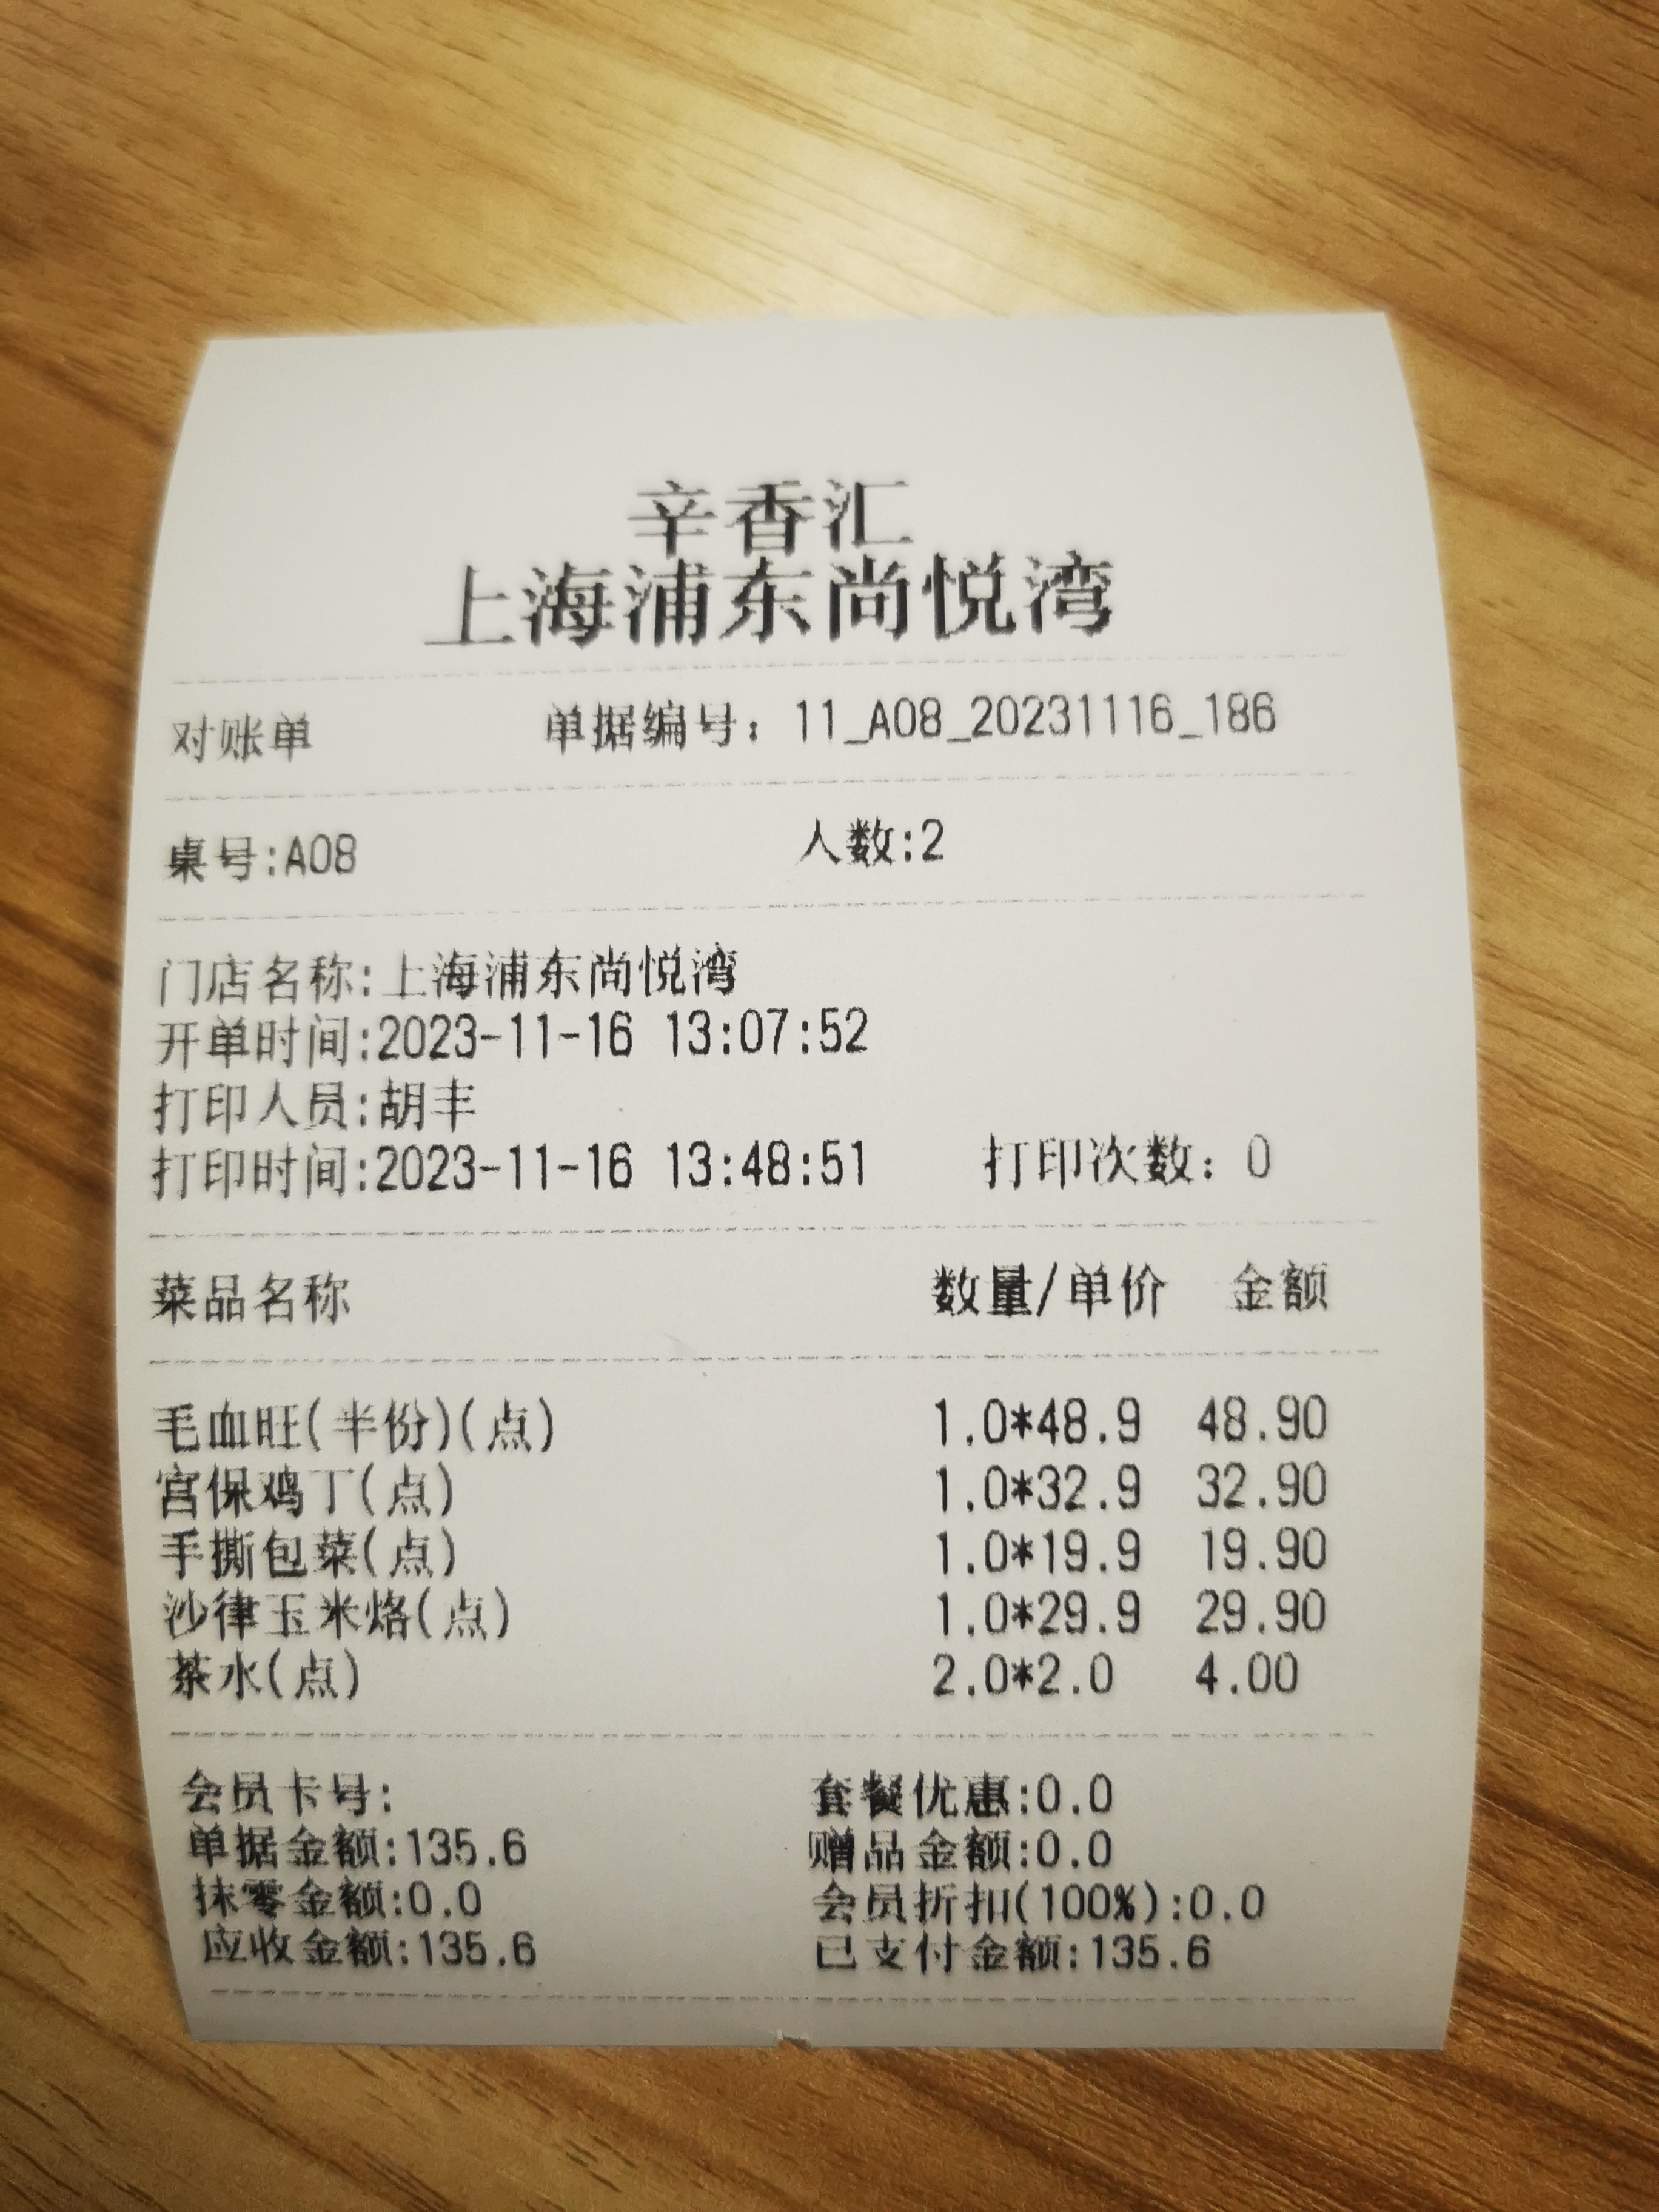 辛香汇
上海浦东尚悦湾
对账单 单据编号：11_A08_20231116_186
桌号:A08 人数:2
门店名称:上海浦东尚悦湾
开单时间:2023-11-16 13:07:52
打印人员:胡丰
打印时间:2023-11-16 13:48:51 打印次数：0
菜品名称 数量/单价 金额
毛血旺(半份)(点) 1.0*48.9 48.90
宫保鸡丁(点) 1.0*32.9 32.90
手撕包菜(点) 1.0*19.9 19.90
沙律玉米烙(点) 1.0*29.9 29.90
茶水(点) 2.0*2.0 4.00
会员卡号: 套餐优惠:0.0
单据金额:135.6 赠品金额:0.0
抹零金额:0.0 会员折扣(100%):0.0
应收金额:135.6 已支付金额:135.6